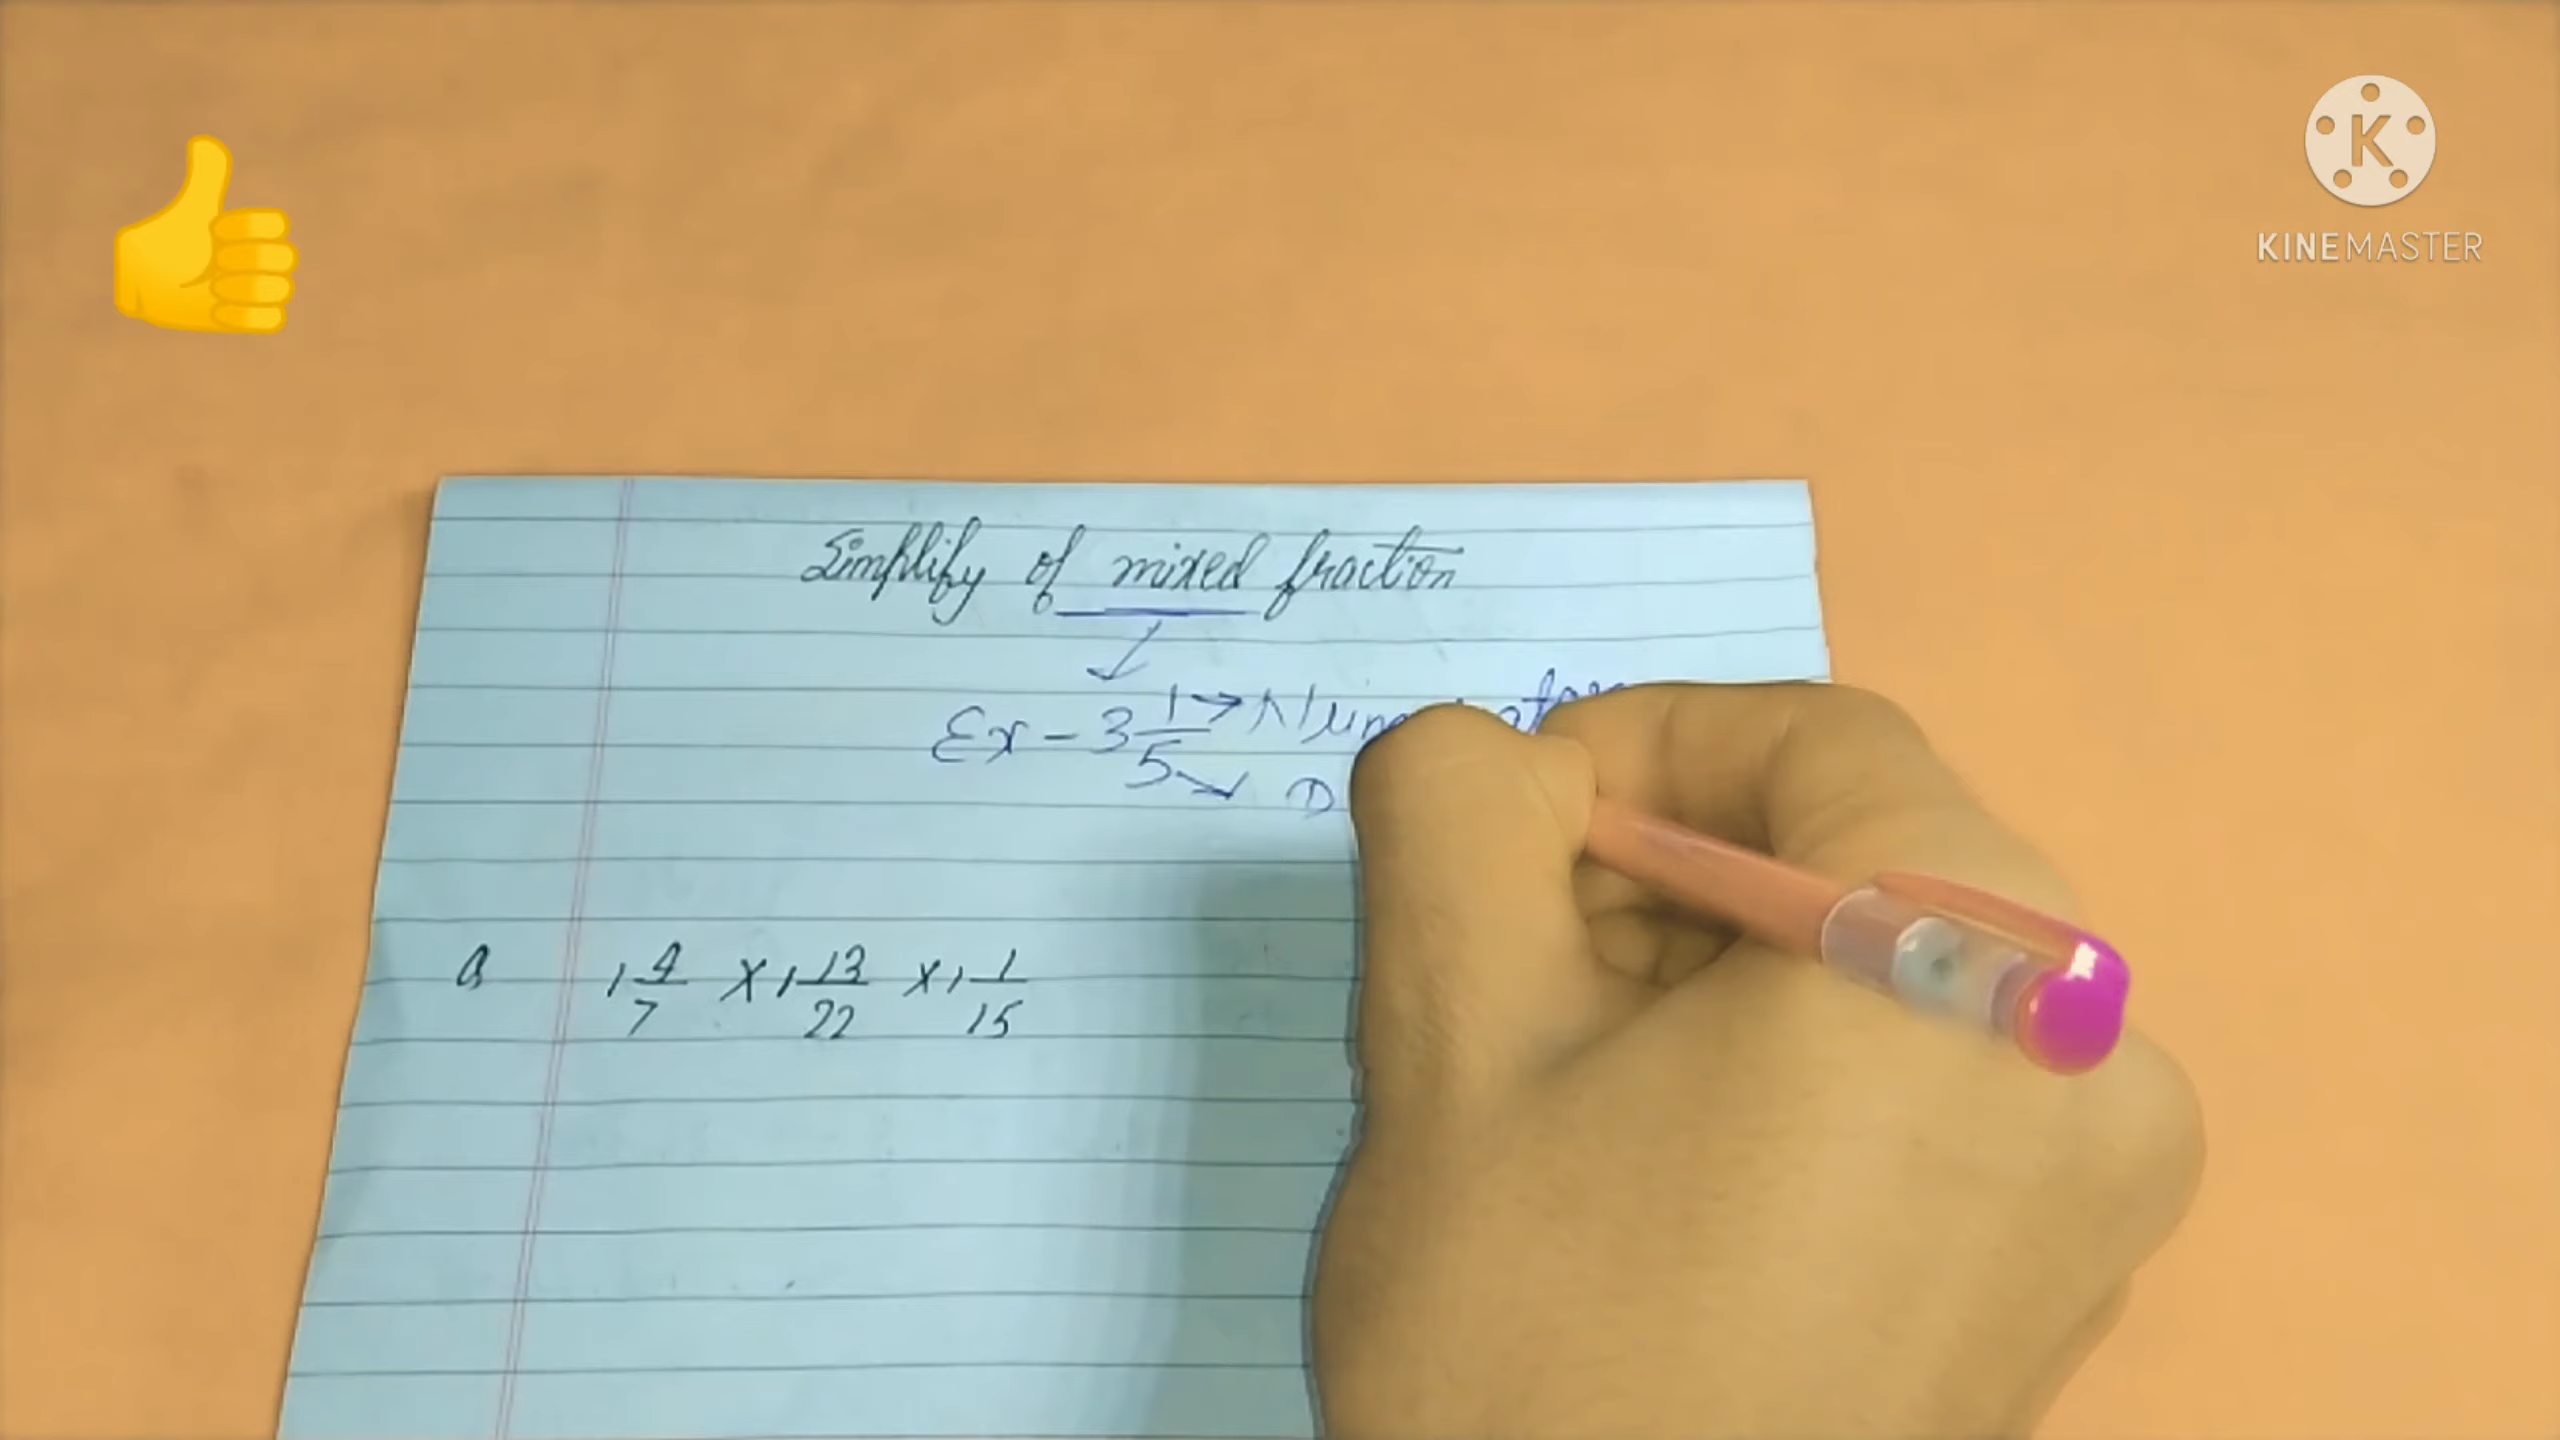 KINEMASTER
Simplify of mixed fraction
Ex - 3 1/5 → 
D
Q 1 4/7 × 1 13/22 × 1 1/15